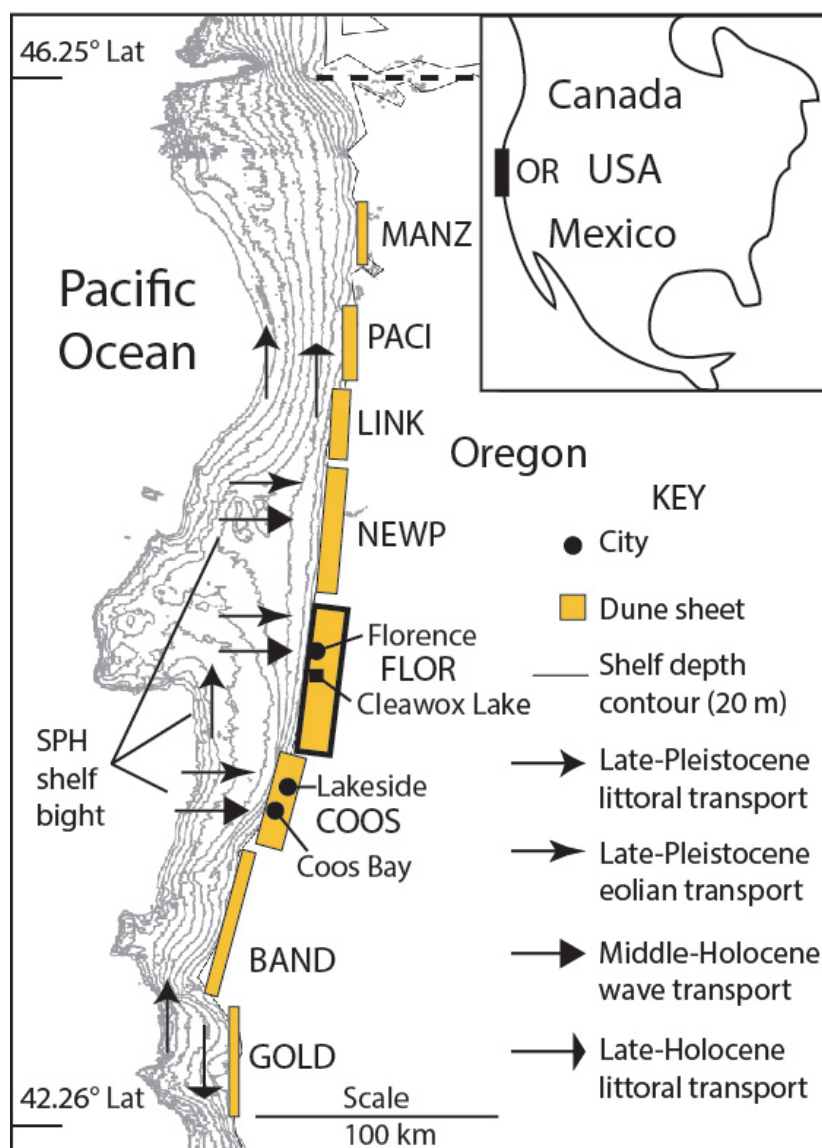 46.25° Lat
Canada
OR USA
Mexico
MANZ
Pacific
Ocean
PACI
LINK
Oregon
NEWP
KEY
City
Dune sheet
Shelf depth
contour (20 m)
Florence
FLOR
Cleawox Lake
SPH
shelf
bight
Lakeside
COOS
Coos Bay
Late-Pleistocene
littoral transport
Late-Pleistocene
eolian transport
BAND
Middle-Holocene
wave transport
GOLD
Late-Holocene
littoral transport
42.26° Lat
Scale
100 km